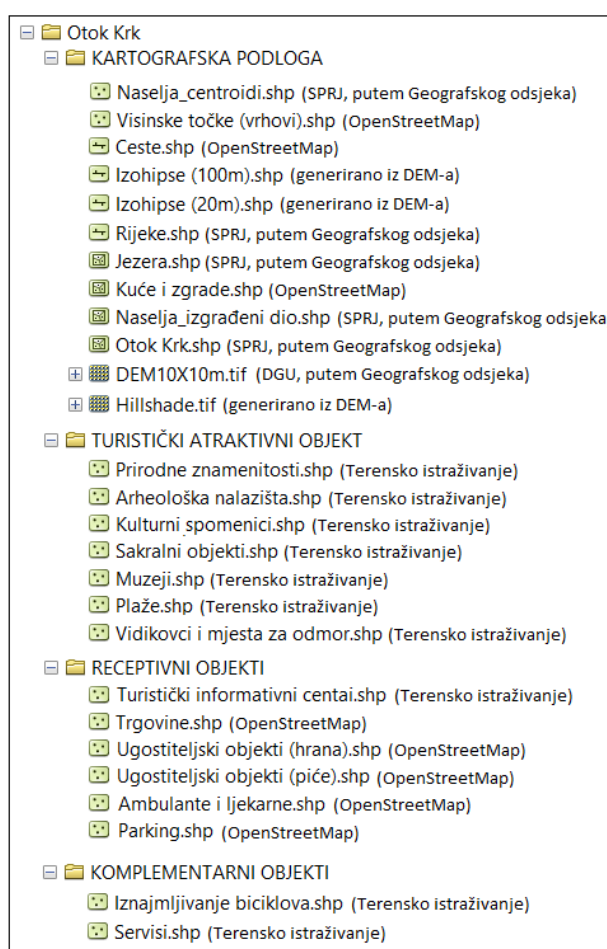 Otok Krk
KARTOGRAFSKA PODLOGA
Naselja_centroidi.shp (SPRJ, putem Geografskog odsjeka)
Visinske točke (vrhovi).shp (OpenStreetMap)
Ceste.shp (OpenStreetMap)
Izohipse (100m).shp (generirano iz DEM-a)
Izohipse (20m).shp (generirano iz DEM-a)
Rijeke.shp (SPRJ, putem Geografskog odsjeka)
Jezera.shp (SPRJ, putem Geografskog odsjeka)
Kuće i zgrade.shp (OpenStreetMap)
Naselja_izgrađeni dio.shp (SPRJ, putem Geografskog odsjeka
Otok Krk.shp (SPRJ, putem Geografskog odsjeka)
DEM10X10m.tif (DGU, putem Geografskog odsjeka)
Hillshade.tif (generirano iz DEM-a)
TURISTIČKI ATRAKTIVNI OBJEKT
Prirodne znamenitosti.shp (Terensko istraživanje)
Arheološka nalazišta.shp (Terensko istraživanje)
Kulturni spomenici.shp (Terensko istraživanje)
Sakralni objekti.shp (Terensko istraživanje)
Muzeji.shp (Terensko istraživanje)
Plaže.shp (Terensko istraživanje)
Vidikovci i mjesta za odmor.shp (Terensko istraživanje)
RECEPTIVNI OBJEKTI
Turistički informativni centai.shp (Terensko istraživanje)
Trgovine.shp (OpenStreetMap)
Ugostiteljski objekti (hrana).shp (OpenStreetMap)
Ugostiteljski objekti (piće).shp (OpenStreetMap)
Ambulante i ljekarne.shp (OpenStreetMap)
Parking.shp (OpenStreetMap)
KOMPLEMENTARNI OBJEKTI
Iznajmljivanje biciklova.shp (Terensko istraživanje)
Servisi.shp (Terensko istraživanje)